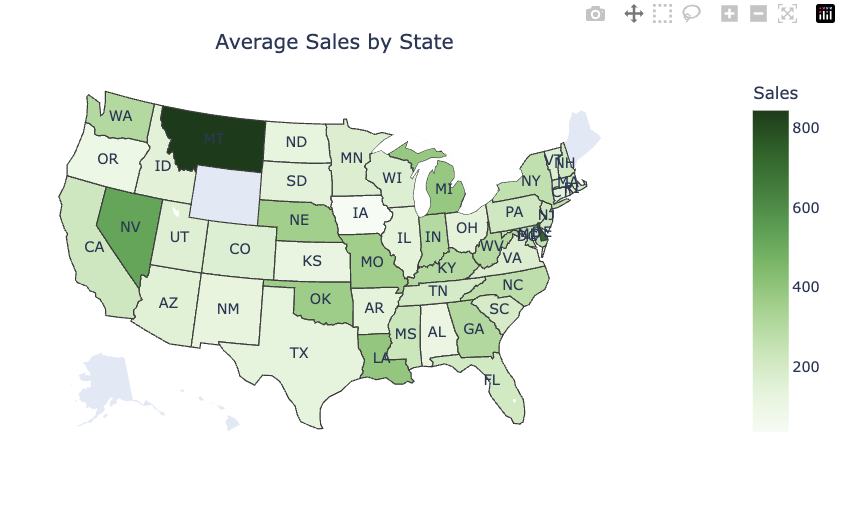 Average Sales by State
Sales
800
600
400
200
WA
MT
ND
MN
VT
NH
OR
ID
SD
WI
MI
NY
MA
RI
NE
IA
PA
NJ
NV
UT
CO
IL
IN
OH
WV
DE
CA
KS
MO
KY
VA
AZ
NM
OK
AR
TN
NC
TX
MS
AL
GA
SC
LA
FL